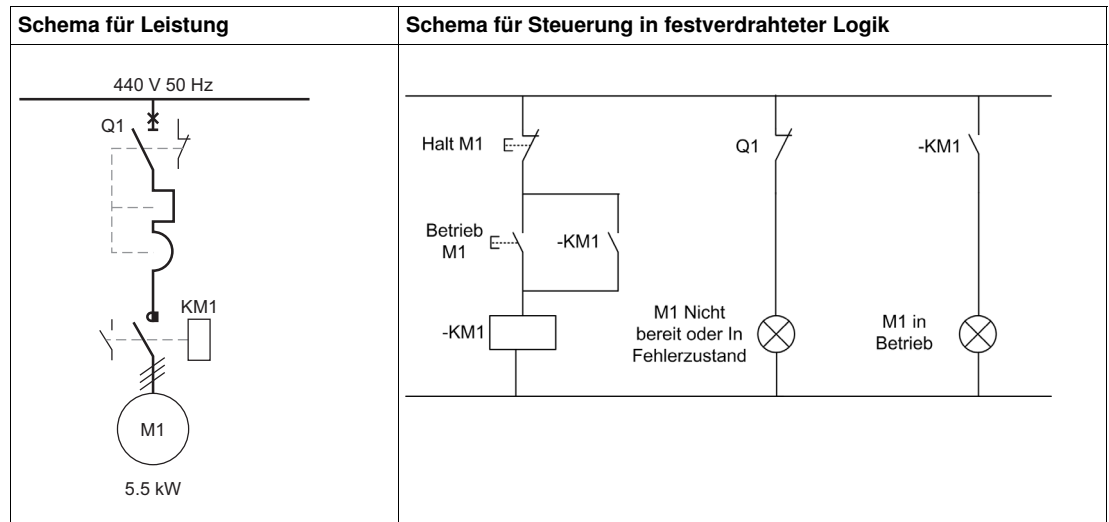 Schema für Leistung
Schema für Steuerung in festverdrahteter Logik
440 V 50 Hz
Q1
KM1
M1
5.5 kW
Halt M1
Betrieb
M1
-KM1
-KM1
Q1
M1 Nicht
bereit oder In
Fehlerzustand
-KM1
M1 in
Betrieb